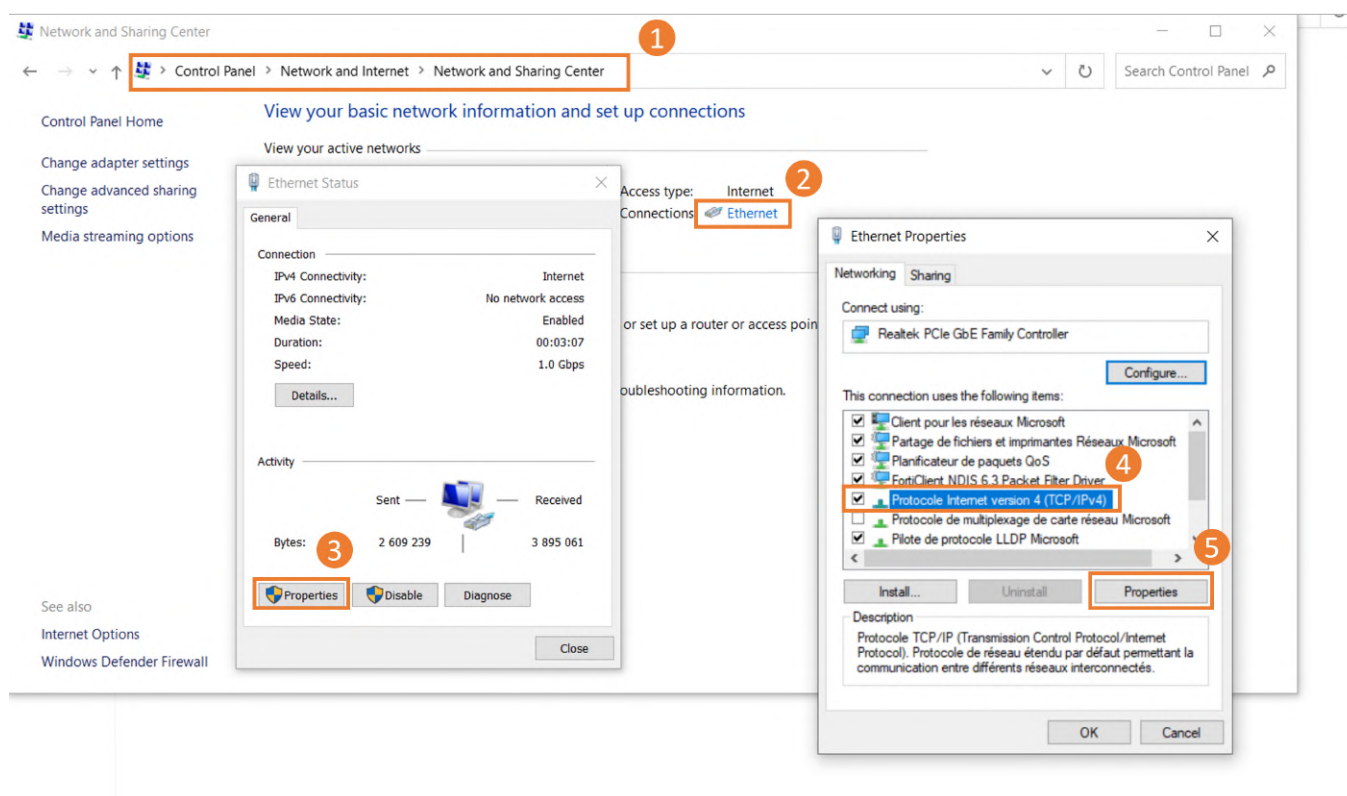 Network and Sharing Center
1
Control Panel > Network and Internet > Network and Sharing Center
Search Control Panel
Control Panel Home
Change adapter settings
Change advanced sharing
settings
Media streaming options
See also
Internet Options
Windows Defender Firewall
View your basic network information and set up connections
View your active networks
Access type: Internet
2
Connections
Ethernet
or set up a router or access poin
oubleshooting information.
Ethernet Status
General
Connection
IPv4 Connectivity: Internet
IPv6 Connectivity: No network access
Media State: Enabled
Duration: 00:03:07
Speed: 1.0 Gbps
Details...
Activity
Sent — — Received
Bytes: 2 609 239 3 895 061
3
Properties Disable Diagnose
Close
Ethernet Properties
Networking Sharing
Connect using:
Realtek PCIe GbE Family Controller
Configure...
This connection uses the following items:
Client pour les réseaux Microsoft
Partage de fichiers et imprimantes Réseaux Microsoft
Planificateur de paquets QoS
4
FortiClient NDIS 6.3 Packet Filter Driver
Protocole Internet version 4 (TCP/IPv4)
Protocole de multiplexage de carte réseau Microsoft
Pilote de protocole LLDP Microsoft
5
Install... Uninstall Properties
Description
Protocole TCP/IP (Transmission Control Protocol/Internet
Protocol). Protocole de réseau étendu par défaut permettant la
communication entre différents réseaux interconnectés.
OK Cancel